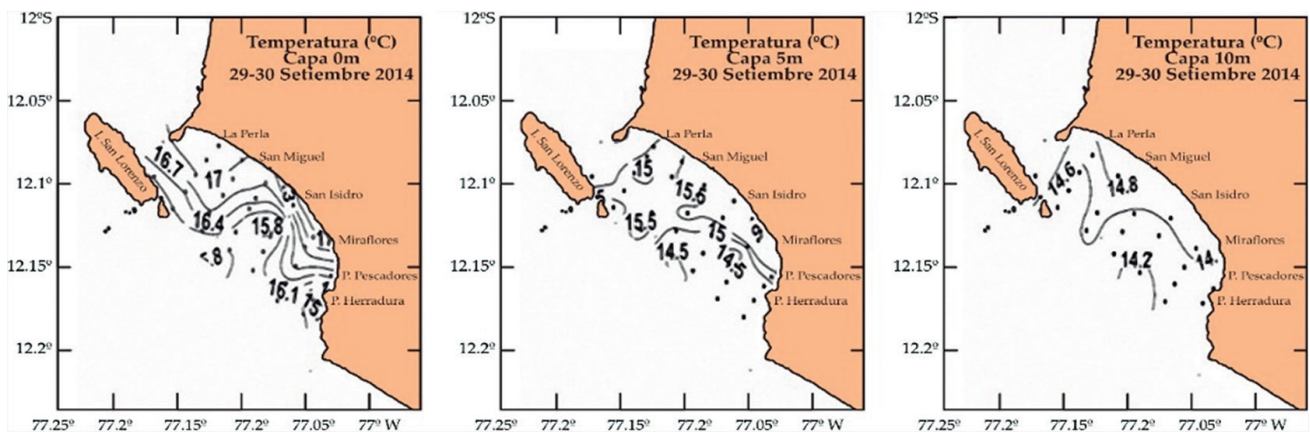 12ºS
12.05º
12.1º
12.15º
12.2º
77.25º
77.2º
77.15º
77.1º
77.05º
77º W
Temperatura (ºC)
Capa 0m
29-30 Setiembre 2014
I. San Lorenzo
La Perla
San Miguel
San Isidro
Miraflores
P. Pescadores
P. Herradura
16.7
17
16.4
15.8
17
16.1
15
12ºS
12.05º
12.1º
12.15º
12.2º
77.25º
77.2º
77.15º
77.1º
77.05º
77º W
Temperatura (ºC)
Capa 5m
29-30 Setiembre 2014
I. San Lorenzo
La Perla
San Miguel
San Isidro
Miraflores
P. Pescadores
P. Herradura
15
15.5
15
14.5
14.5
12ºS
12.05º
12.1º
12.15º
12.2º
77.25º
77.2º
77.15º
77.2º
77.05º
77º W
Temperatura (ºC)
Capa 10m
29-30 Setiembre 2014
I. San Lorenzo
La Perla
San Miguel
San Isidro
Miraflores
P. Pescadores
P. Herradura
14.6
14.8
14.2
14.